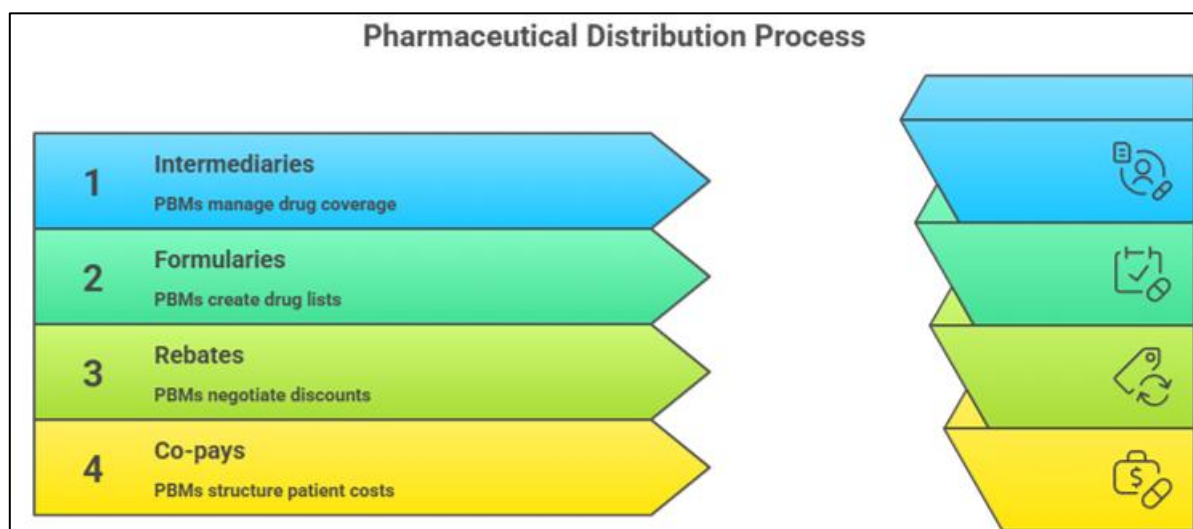 Pharmaceutical Distribution Process
1
Intermediaries
PBMs manage drug coverage
2
Formularies
PBMs create drug lists
3
Rebates
PBMs negotiate discounts
4
Co-pays
PBMs structure patient costs
$